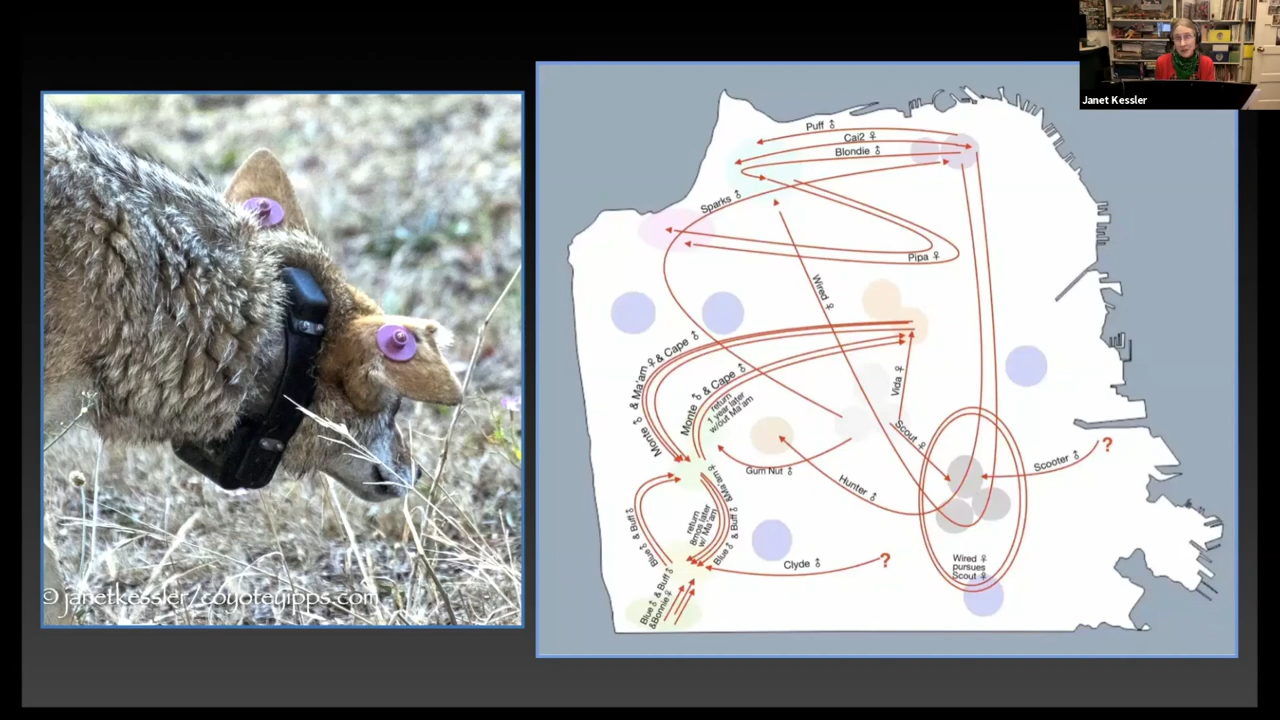 Janet Kessler
Puff ♂
Cai2 ♀
Blondie ♂
Sparks ♂
Pipa ♀
Wired ♀
Monte ♂ & Ma'am ♀ & Cape ♂
Monte ♂ & Cape ♂
return
1 year later
w/out Ma'am
Vida ♀
Scout ♀
Scooter ♂
?
Gum Nut ♂
Hunter ♂
Blue ♂ & Buff ♂
return
8mos later
w/ Ma'am
Blue ♂ & Buff ♂ &Ma'am ♀
Clyde ♂
?
Wired ♀
pursues
Scout ♀
Blue ♂ & Buff ♂
&Bonnie ♀
© janetkessler/coyoteyipps.com